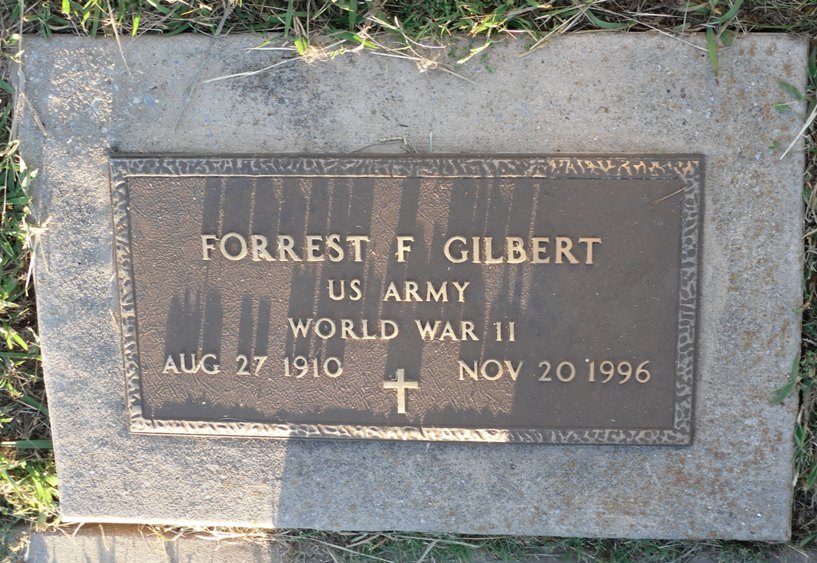 FORREST F GILBERT
US ARMY
WORLD WAR II
AUG 27 1910 NOV 20 1996